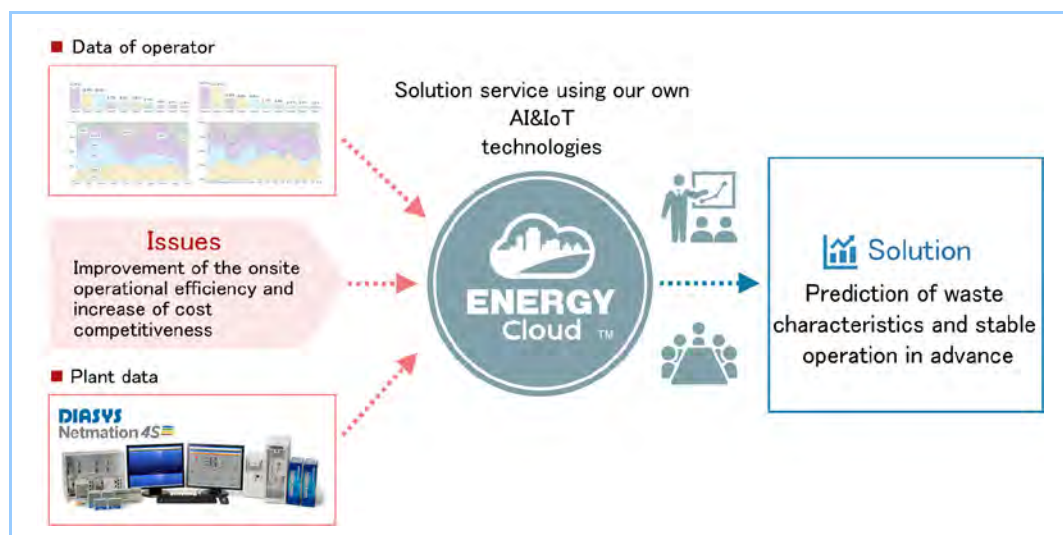 ■ Data of operator
Solution service using our own
AI&IoT
technologies
Issues
Improvement of the onsite
operational efficiency and
increase of cost
competitiveness
ENERGY
Cloud TM
Solution
Prediction of waste
characteristics and stable
operation in advance
■ Plant data
DIASYS
Netmation 4S